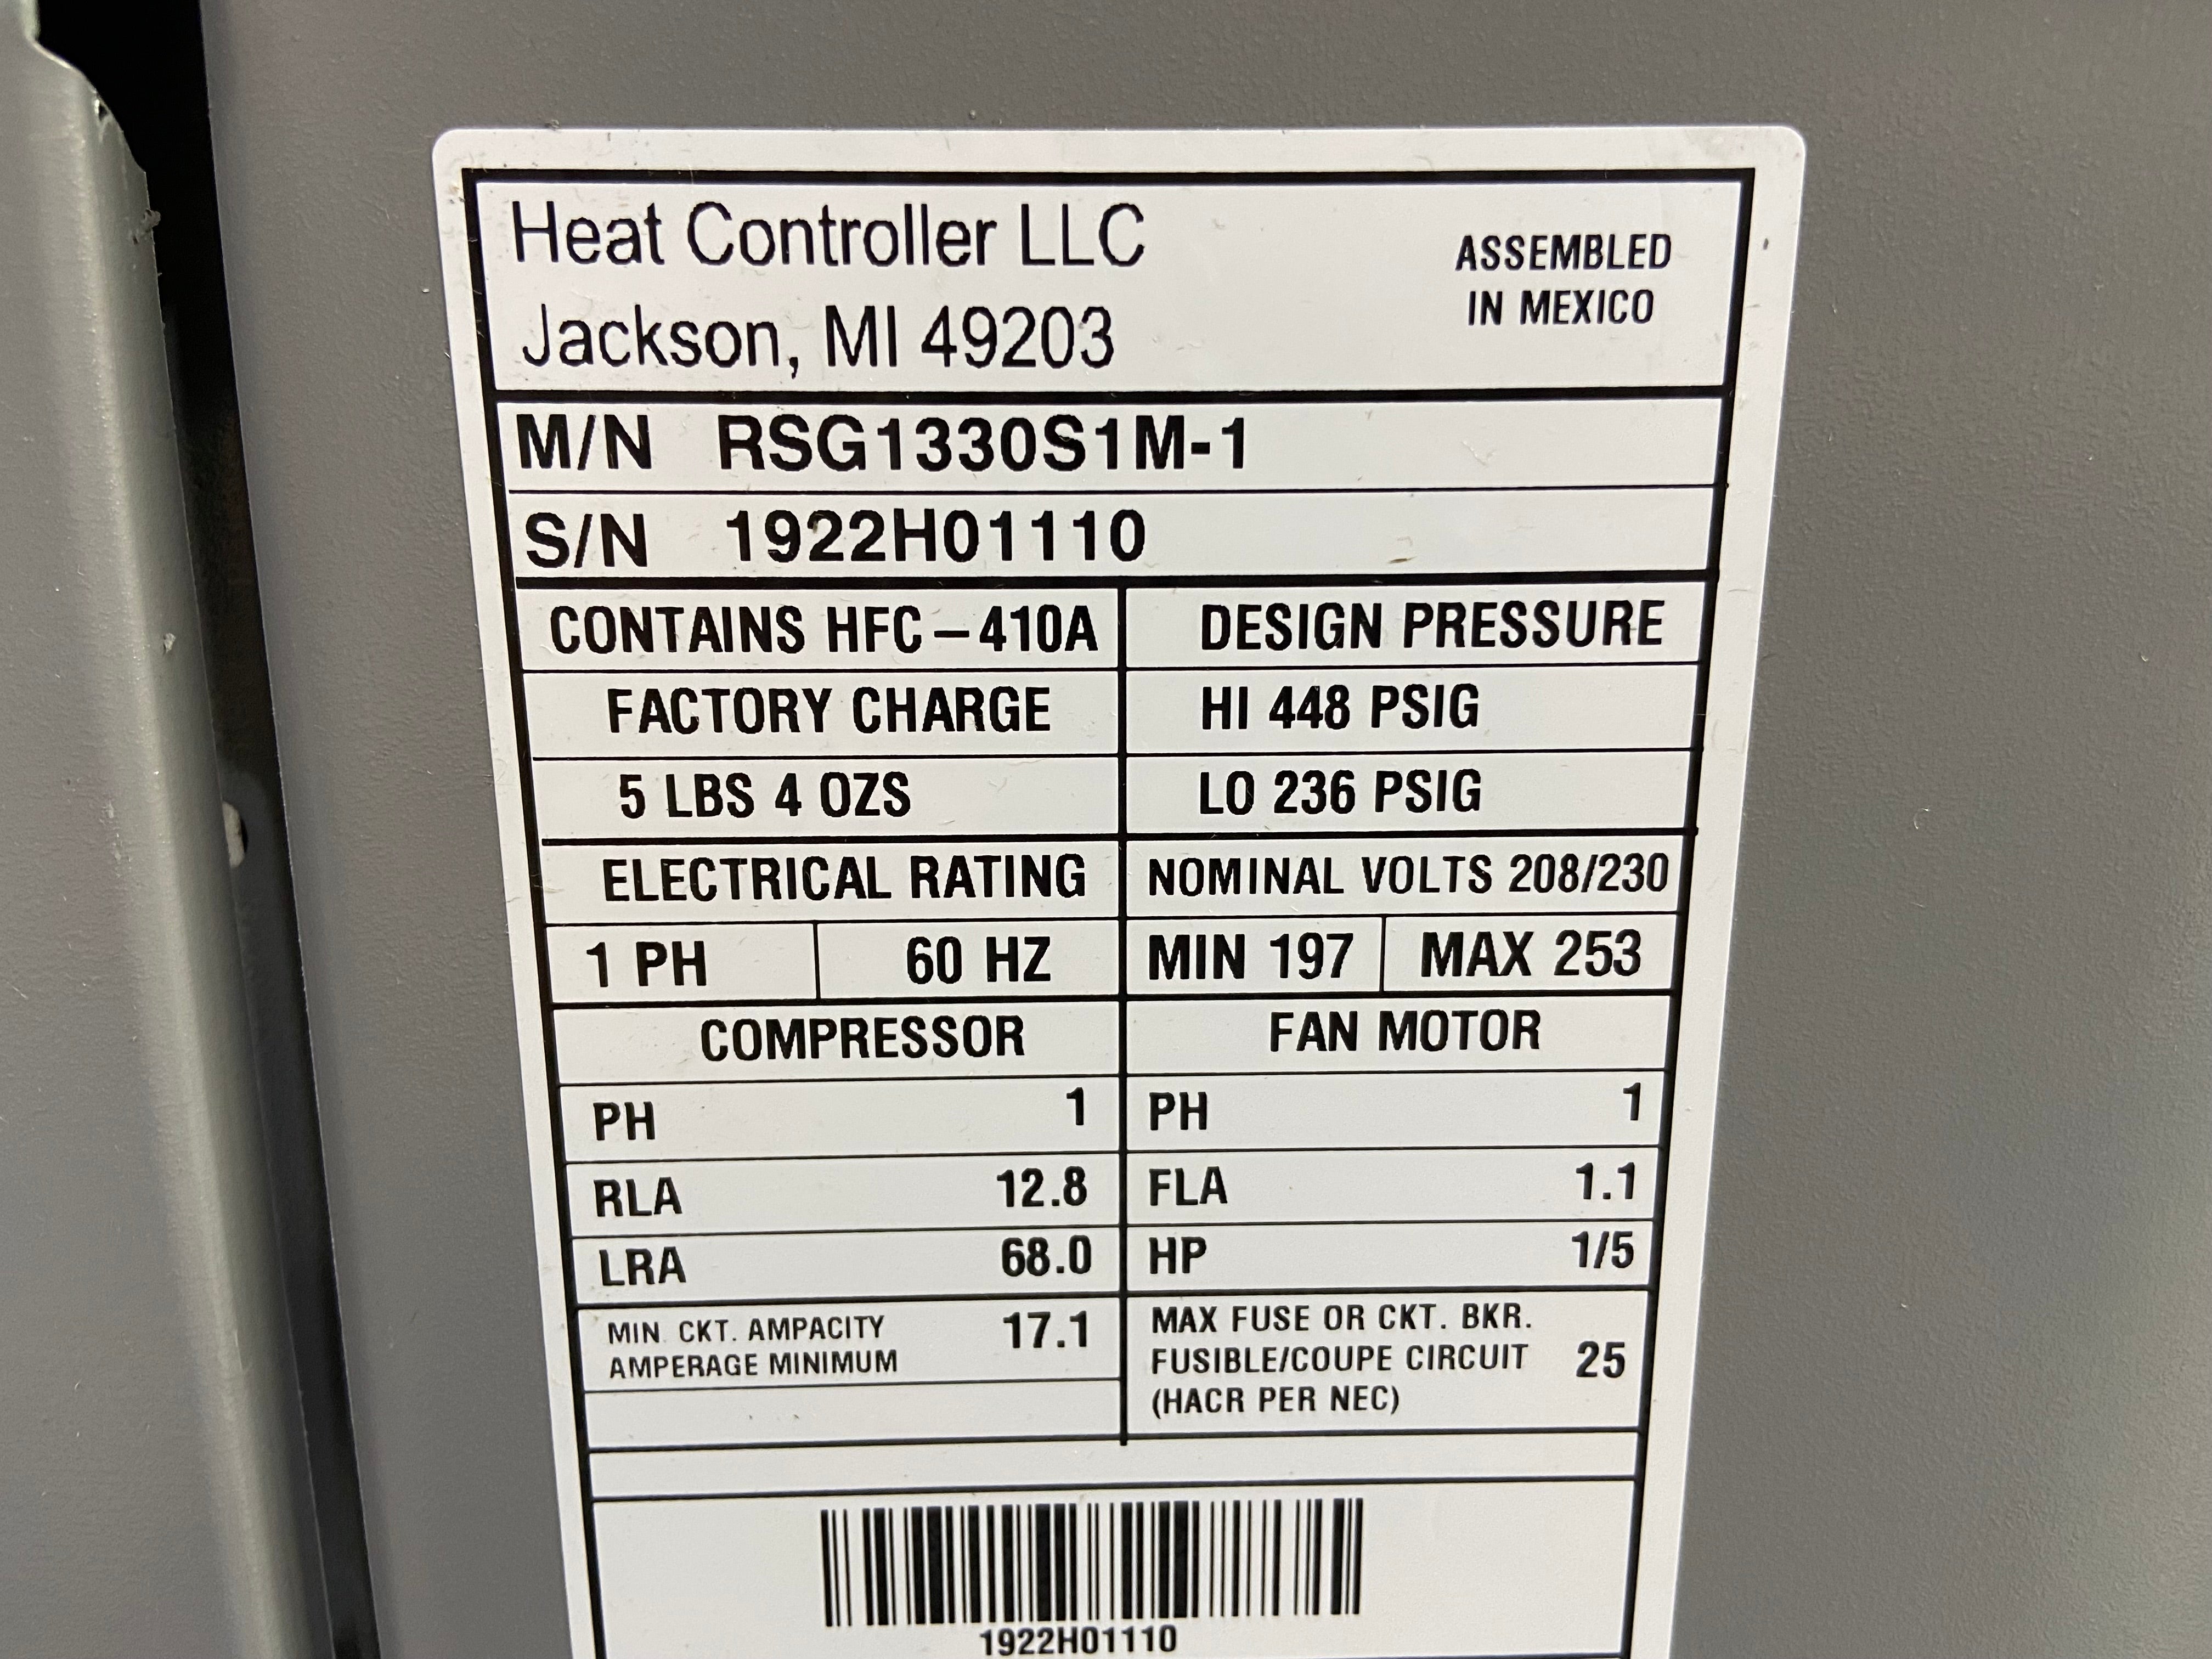 Heat Controller LLC
Jackson, MI 49203
ASSEMBLED
IN MEXICO
M/N RSG1330S1M-1
S/N 1922H01110
CONTAINS HFC – 410A
DESIGN PRESSURE
FACTORY CHARGE
HI 448 PSIG
5 LBS 4 OZS
LO 236 PSIG
ELECTRICAL RATING
NOMINAL VOLTS 208/230
1 PH
60 HZ
MIN 197
MAX 253
COMPRESSOR
FAN MOTOR
PH 1
PH 1
RLA 12.8
FLA 1.1
LRA 68.0
HP 1/5
MIN. CKT. AMPACITY
AMPERAGE MINIMUM
17.1
MAX FUSE OR CKT. BKR.
FUSIBLE/COUPE CIRCUIT
(HACR PER NEC)
25
1922H01110